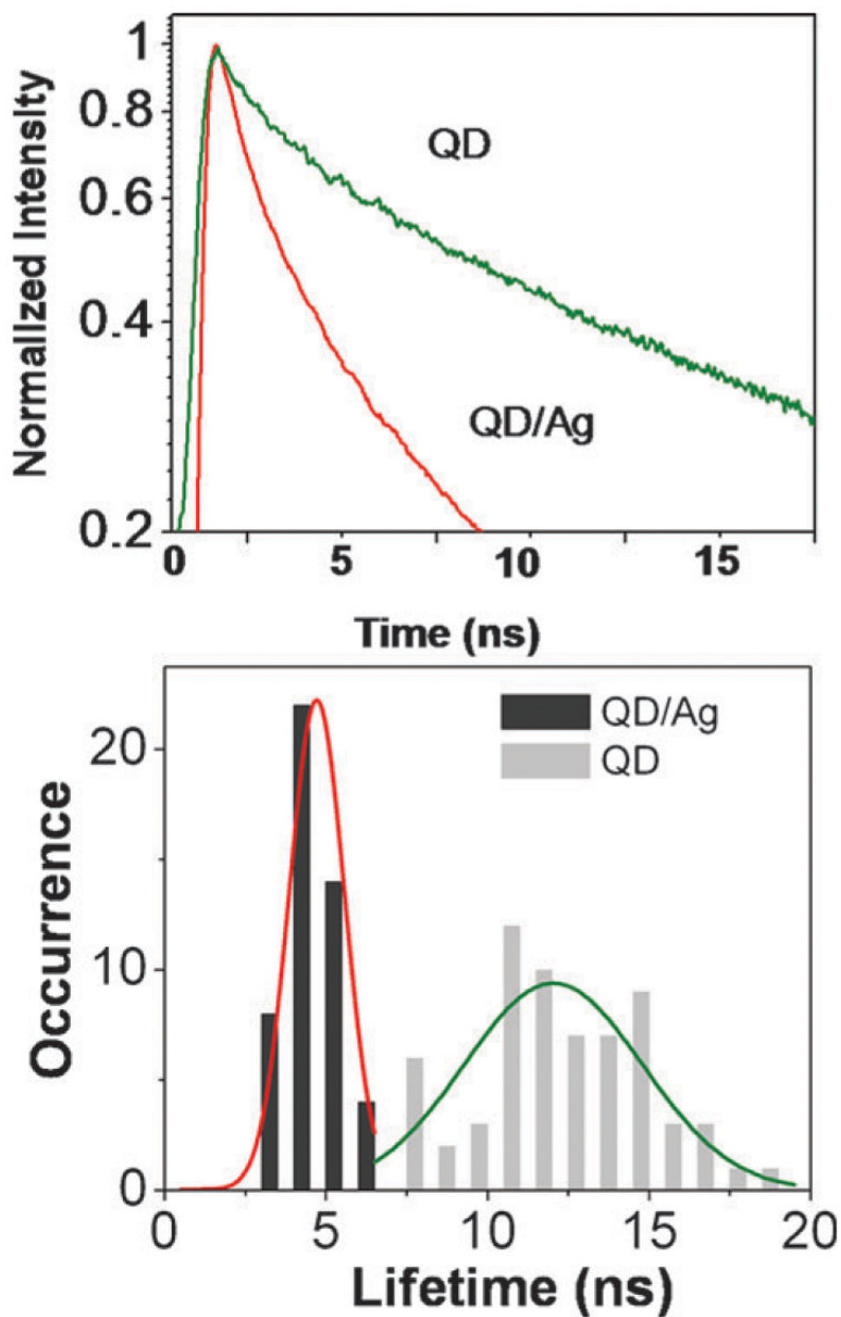 Normalized Intensity
1
0.8
0.6
0.4
0.2
QD
QD/Ag
0 5 10 15
Time (ns)
Occurrence
20
10
0
QD/Ag
QD
0 5 10 15 20
Lifetime (ns)